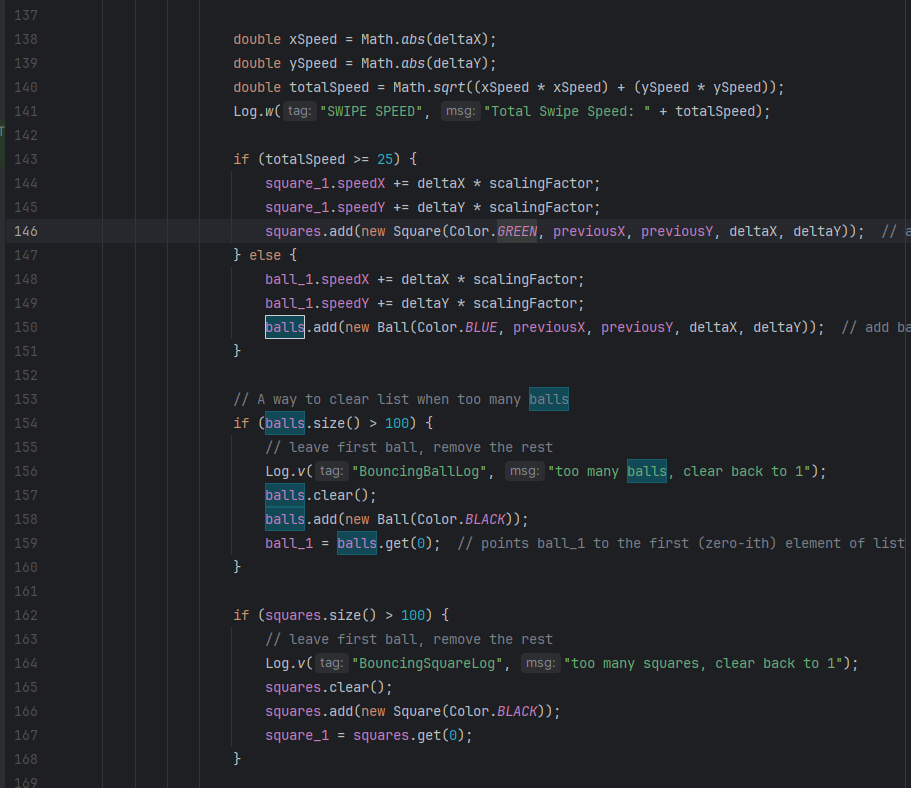 137
138 double xSpeed = Math.abs(deltaX);
139 double ySpeed = Math.abs(deltaY);
140 double totalSpeed = Math.sqrt((xSpeed * xSpeed) + (ySpeed * ySpeed));
141 Log.w( tag: "SWIPE SPEED", msg: "Total Swipe Speed: " + totalSpeed);
142
143 if (totalSpeed >= 25) {
144 square_1.speedX += deltaX * scalingFactor;
145 square_1.speedY += deltaY * scalingFactor;
146 squares.add(new Square(Color.GREEN, previousX, previousY, deltaX, deltaY)); // a
147 } else {
148 ball_1.speedX += deltaX * scalingFactor;
149 ball_1.speedY += deltaY * scalingFactor;
150 balls.add(new Ball(Color.BLUE, previousX, previousY, deltaX, deltaY)); // add ba
151 }
152
153 // A way to clear list when too many balls
154 if (balls.size() > 100) {
155 // leave first ball, remove the rest
156 Log.v( tag: "BouncingBallLog", msg: "too many balls, clear back to 1");
157 balls.clear();
158 balls.add(new Ball(Color.BLACK));
159 ball_1 = balls.get(0); // points ball_1 to the first (zero-ith) element of list
160 }
161
162 if (squares.size() > 100) {
163 // leave first ball, remove the rest
164 Log.v( tag: "BouncingSquareLog", msg: "too many squares, clear back to 1");
165 squares.clear();
166 squares.add(new Square(Color.BLACK));
167 square_1 = squares.get(0);
168 }
169